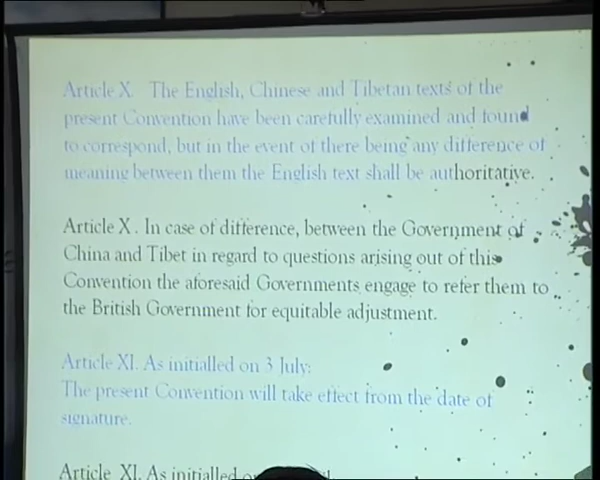 Article X. The English, Chinese and Tibetan texts of the
present Convention have been carefully examined and found
to correspond, but in the event of there being any difference of
meaning between them the English text shall be authoritative.
Article X. In case of difference, between the Government of
China and Tibet in regard to questions arising out of this
Convention the aforesaid Governments engage to refer them to
the British Government for equitable adjustment.
Article XI. As initialled on 3 July:
The present Convention will take effect from the date of
signature.
Article XI. As initialled